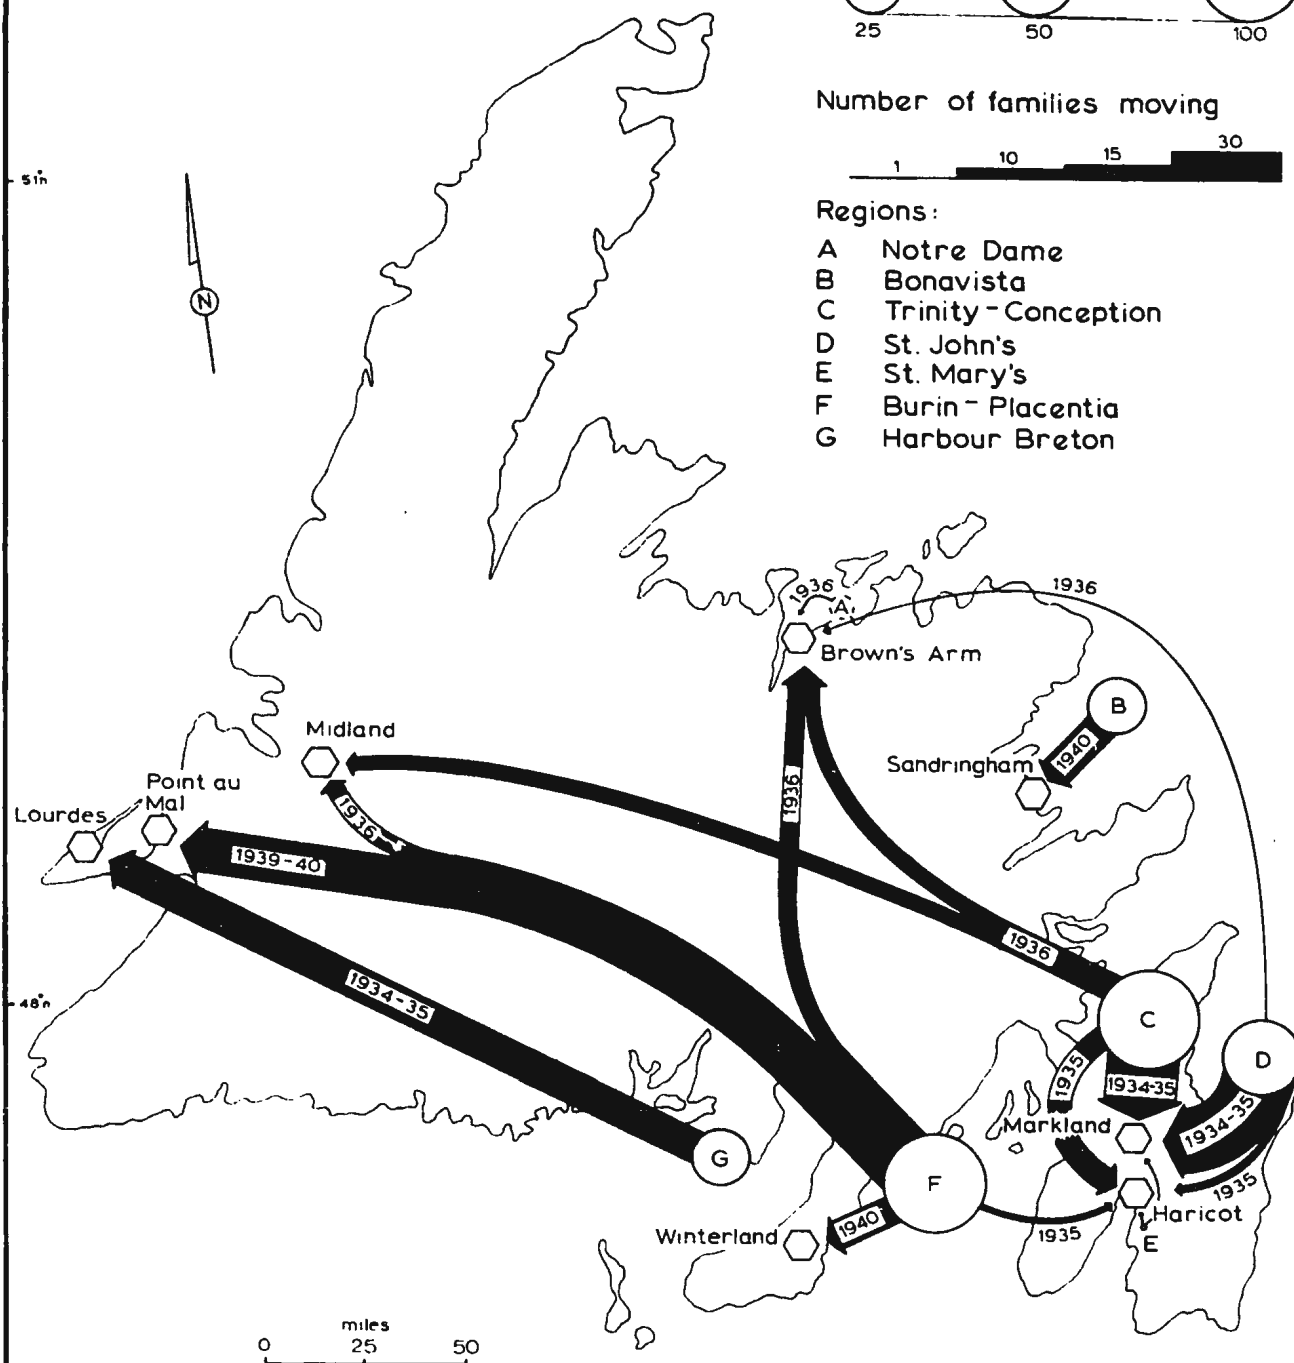 25 50 100
Number of families moving
1 10 15 30
Regions:
A Notre Dame
B Bonavista
C Trinity-Conception
D St. John's
E St. Mary's
F Burin-Placentia
G Harbour Breton
51°n
N
1936
A
1936
Brown's Arm
B
1940
Sandringham
Midland
Point au
Mal
Lourdes
1936
1939-40
1936
1936
1934-35
48°n
C
D
1935
1934-35
1934-35
Markland
G
F
1935
Haricot
1940
Winterland
1935
E
miles
0 25 50